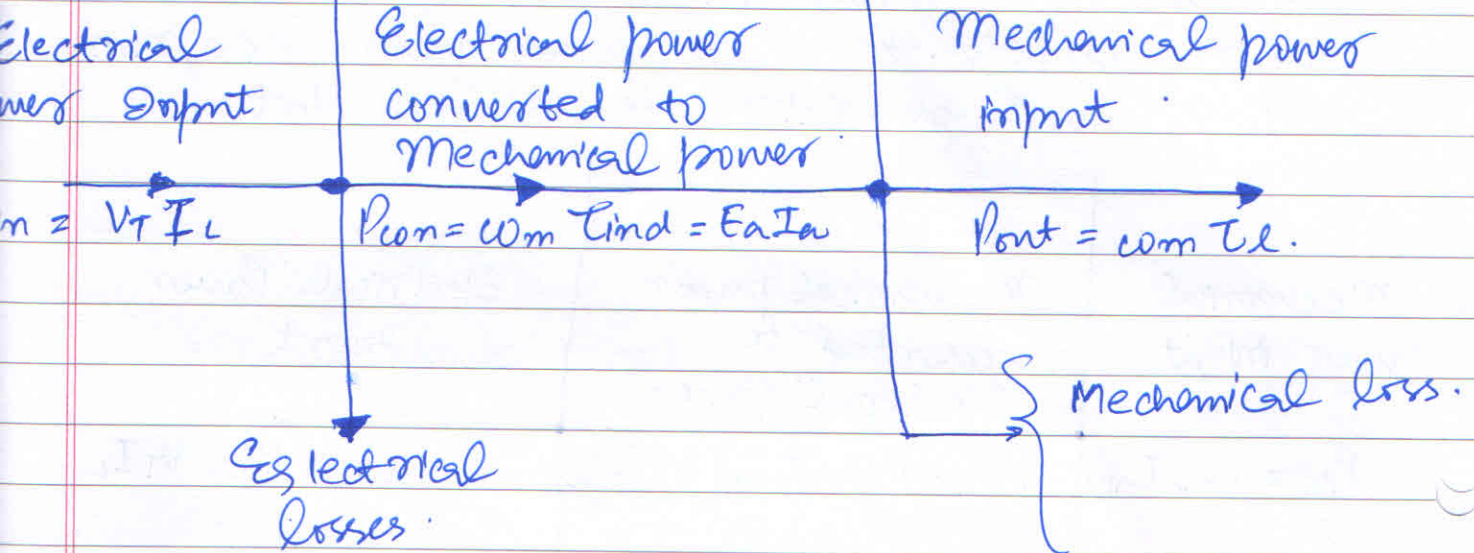 Electrical
wer Input
Electrical power
converted to
Mechanical power
Mechanical power
input
n = VT IL
Pcon = ωm τind = EaIa
Pout = ωm τl.
Electrical
losses.
Mechanical loss.